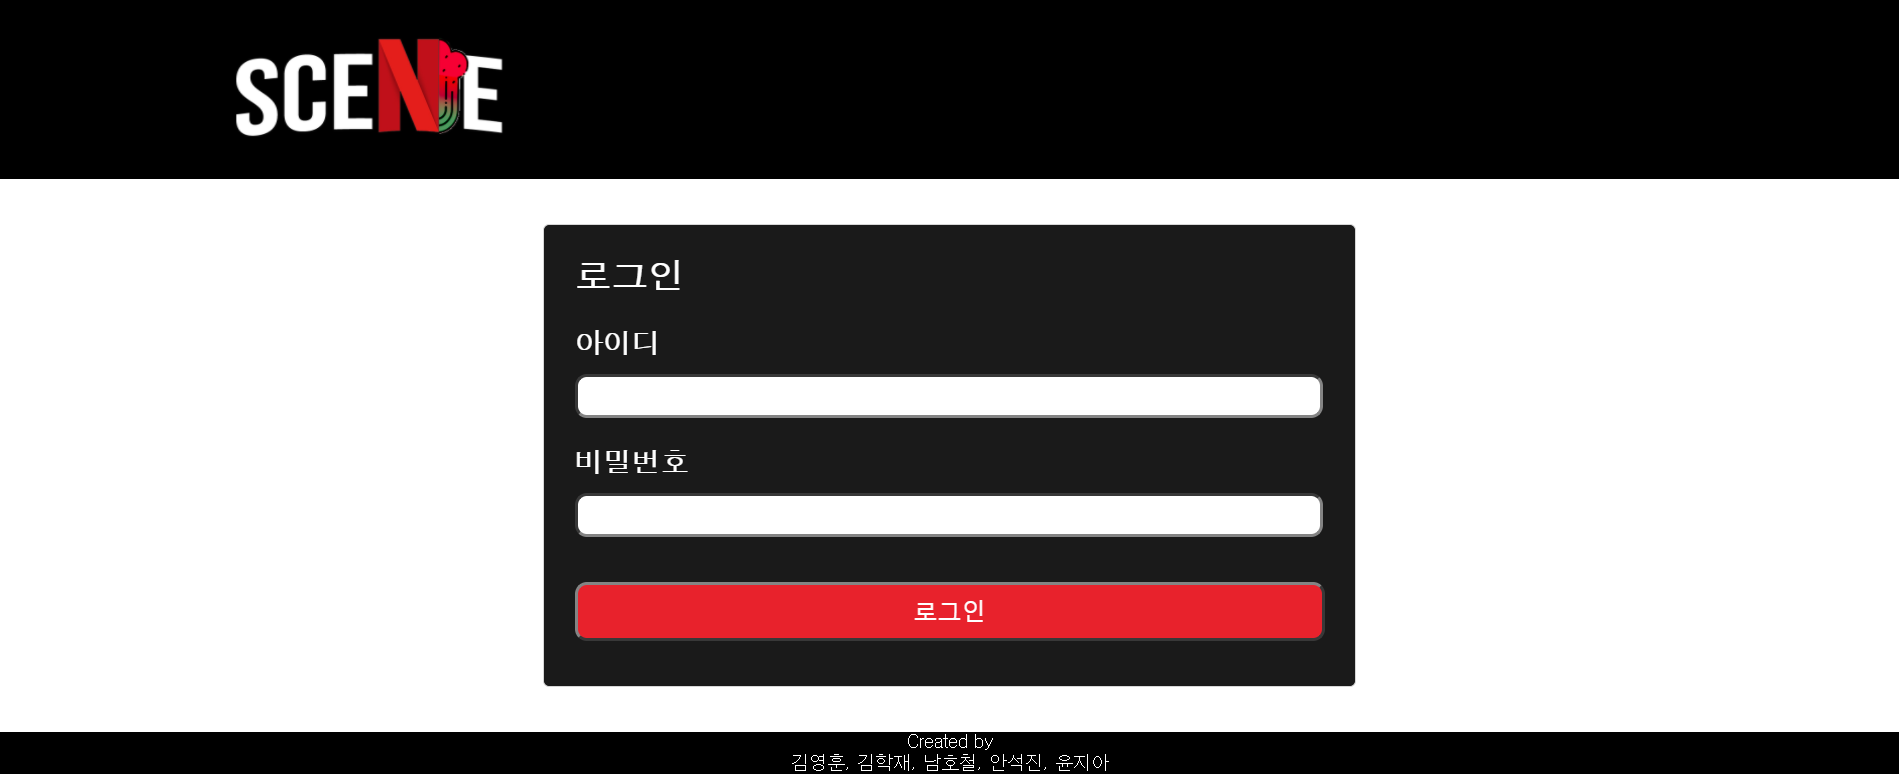 SCENE
로그인
아이디
비밀번호
로그인
Created by
김영훈, 김학재, 남호철, 안석진, 윤지아